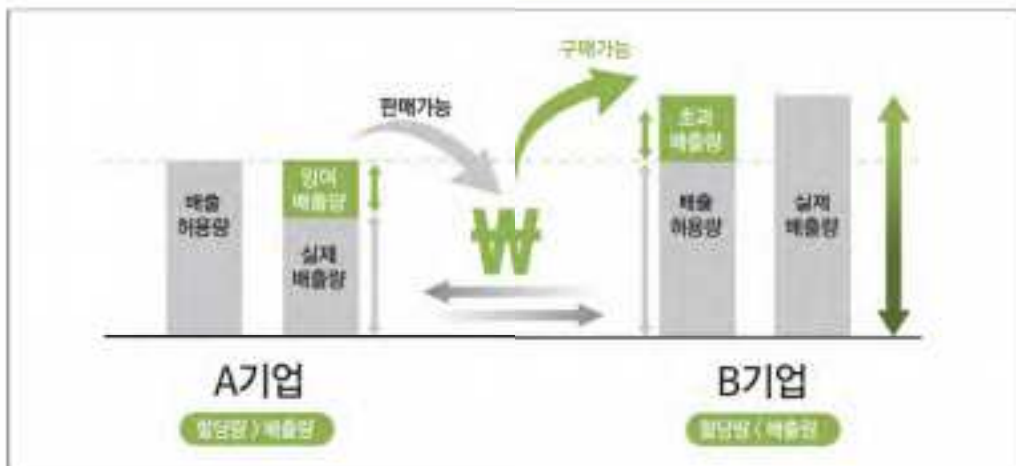 구매가능
판매가능
초과
배출량
잉여
배출량
배출
허용량
실제
배출량
₩
배출
허용량
실제
배출량
A기업
할당량 > 배출량
B기업
할당량 < 배출량